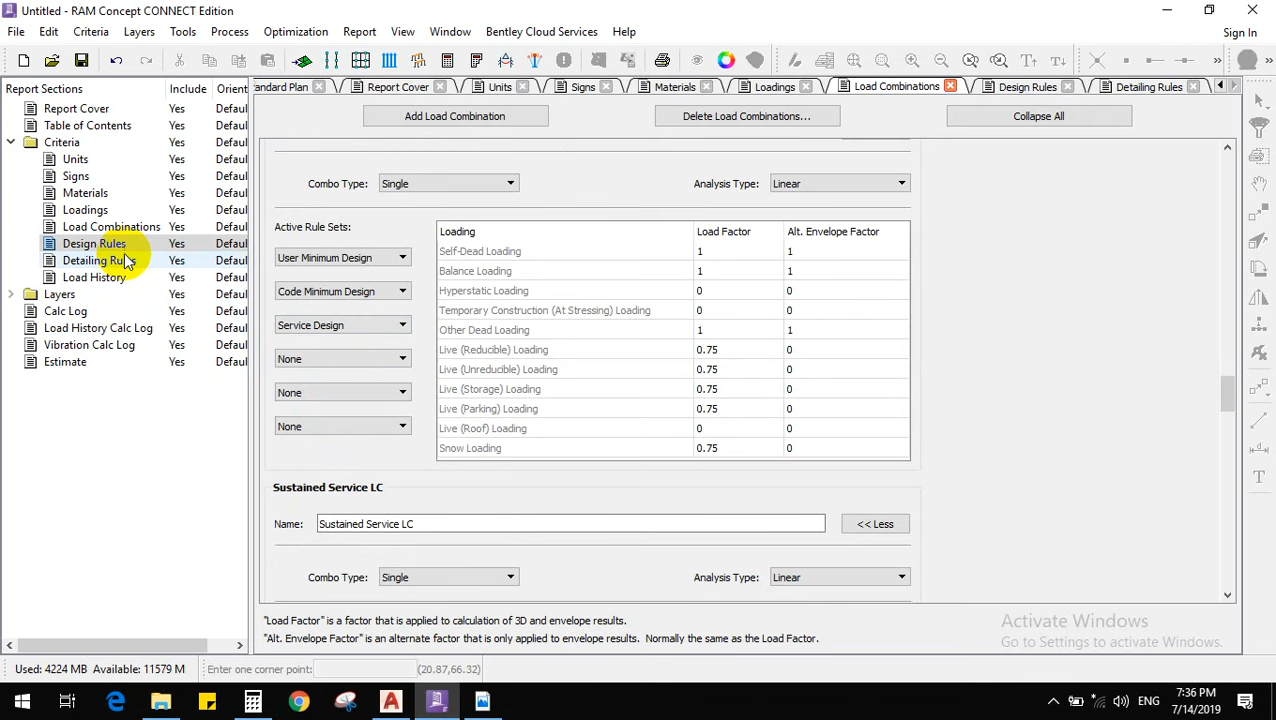 Untitled - RAM Concept CONNECT Edition
File Edit Criteria Layers Tools Process Optimization Report View Window Bentley Cloud Services Help
Sign In
Report Sections Include Orient
Report Cover Yes Defaul
Table of Contents Yes Defaul
Criteria Yes Defaul
Units Yes Defaul
Signs Yes Defaul
Materials Yes Defaul
Loadings Yes Defaul
Load Combinations Yes Defaul
Design Rules Yes Defaul
Detailing Rules Yes Defaul
Load History Yes Defaul
Layers Yes Defaul
Calc Log Yes Defaul
Load History Calc Log Yes Defaul
Vibration Calc Log Yes Defaul
Estimate Yes Defaul
tandard Plan Report Cover Units Signs Materials Loadings Load Combinations Design Rules Detailing Rules
Add Load Combination Delete Load Combinations... Collapse All
Combo Type: Single Analysis Type: Linear
Active Rule Sets:
User Minimum Design
Code Minimum Design
Service Design
None
None
None
Loading Load Factor Alt. Envelope Factor
Self-Dead Loading 1 1
Balance Loading 1 1
Hyperstatic Loading 0 0
Temporary Construction (At Stressing) Loading 0 0
Other Dead Loading 1 1
Live (Reducible) Loading 0.75 0
Live (Unreducible) Loading 0.75 0
Live (Storage) Loading 0.75 0
Live (Parking) Loading 0.75 0
Live (Roof) Loading 0 0
Snow Loading 0.75 0
Sustained Service LC
Name: Sustained Service LC << Less
Combo Type: Single Analysis Type: Linear
"Load Factor" is a factor that is applied to calculation of 3D and envelope results.
"Alt. Envelope Factor" is an alternate factor that is only applied to envelope results. Normally the same as the Load Factor.
Activate Windows
Go to Settings to activate Windows.
Used: 4224 MB Available: 11579 M Enter one corner point: (20.87,66.32)
ENG
7:36 PM
7/14/2019